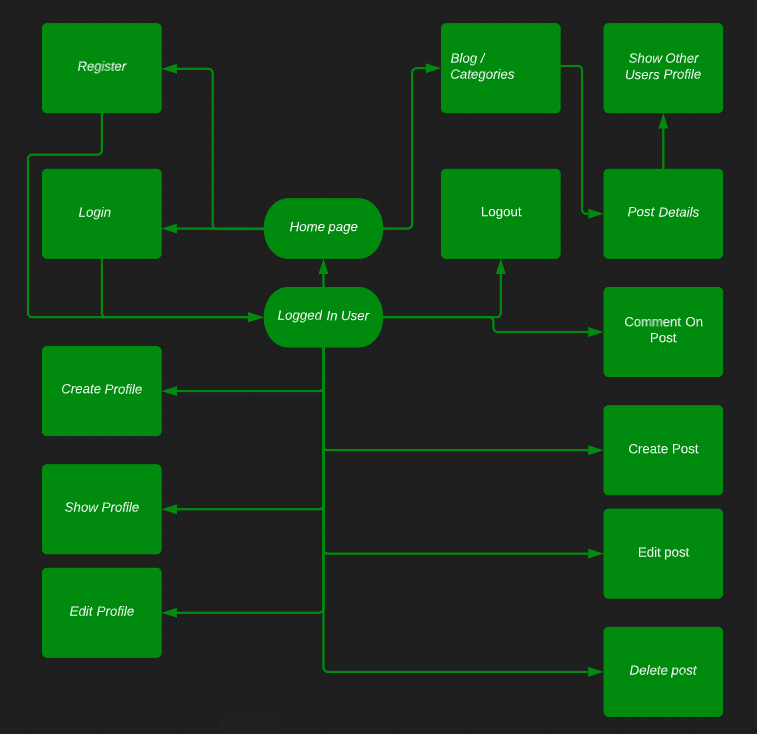 Register
Blog /
Categories
Show Other
Users Profile
Login
Home page
Logout
Post Details
Logged In User
Comment On
Post
Create Profile
Create Post
Show Profile
Edit post
Edit Profile
Delete post